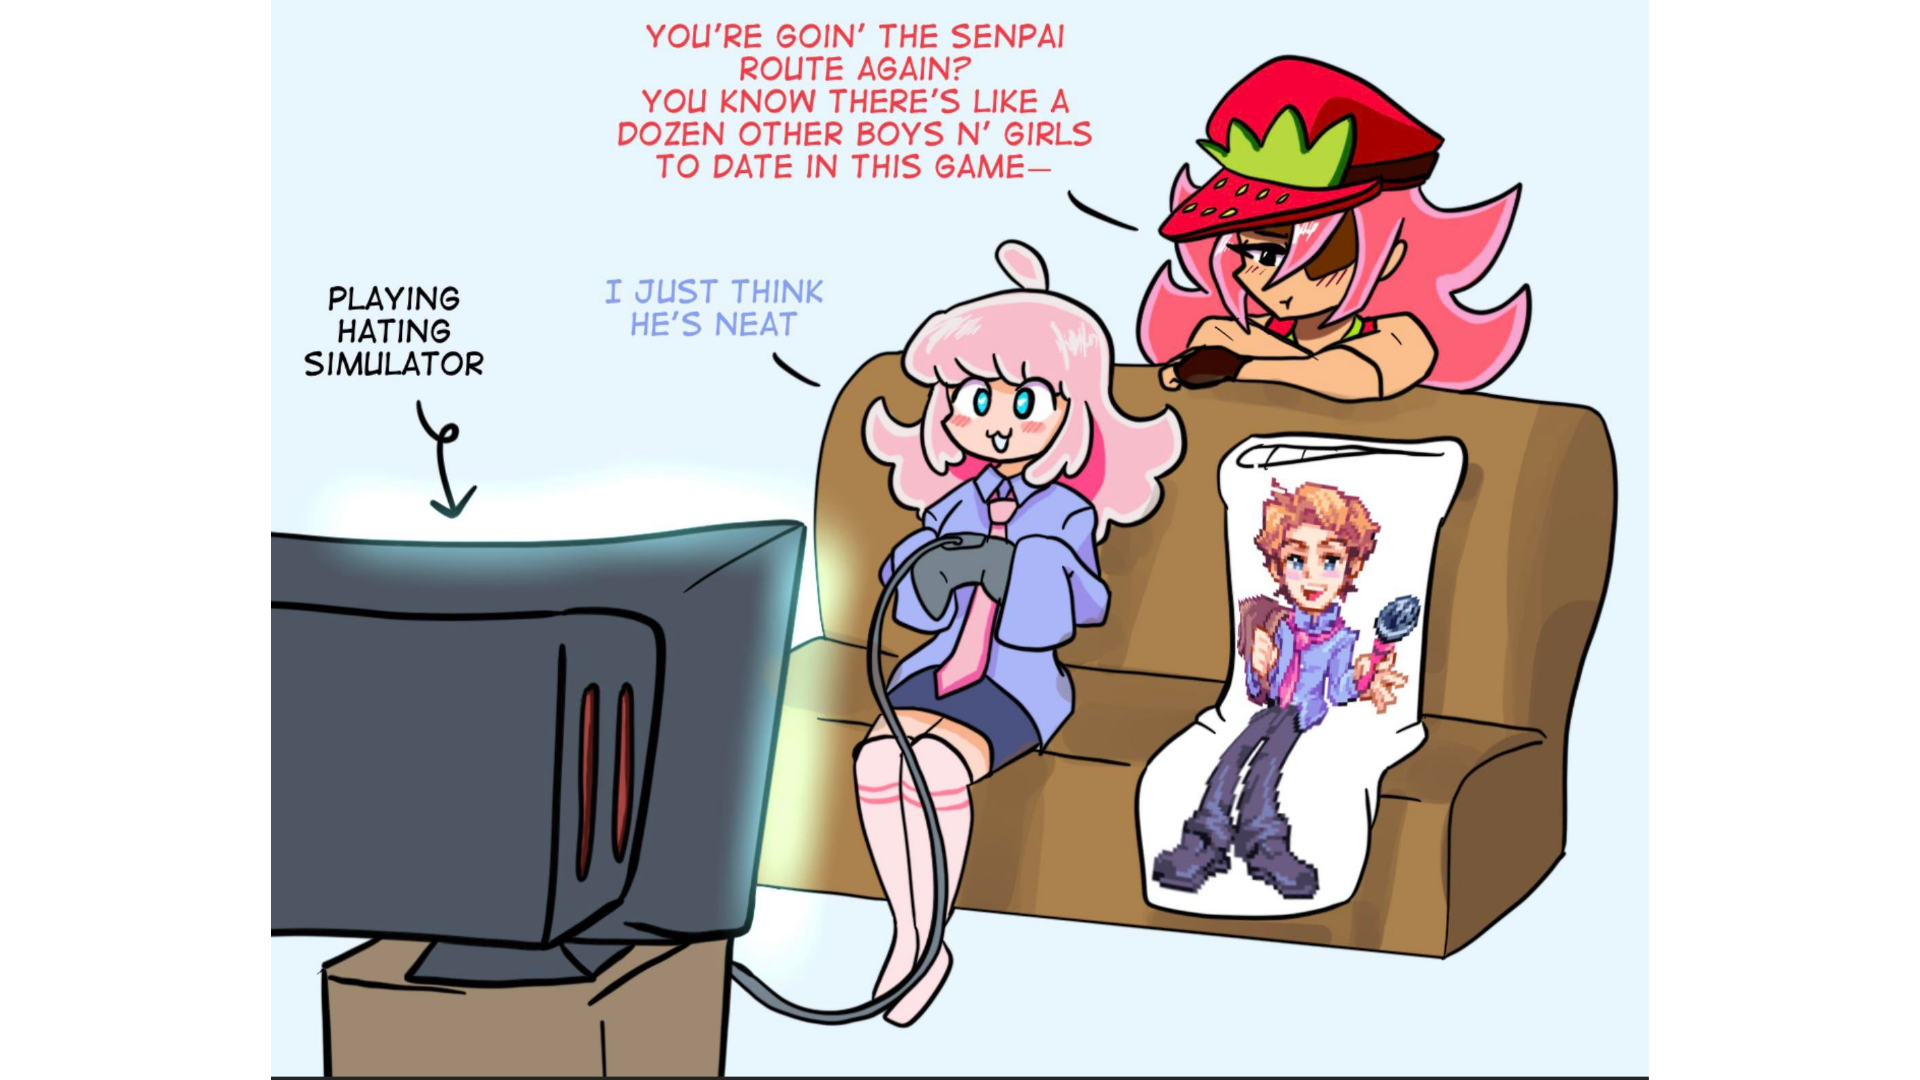 YOU'RE GOIN' THE SENPAI
ROUTE AGAIN?
YOU KNOW THERE'S LIKE A
DOZEN OTHER BOYS N' GIRLS
TO DATE IN THIS GAME—
I JUST THINK
HE'S NEAT
PLAYING
HATING
SIMULATOR